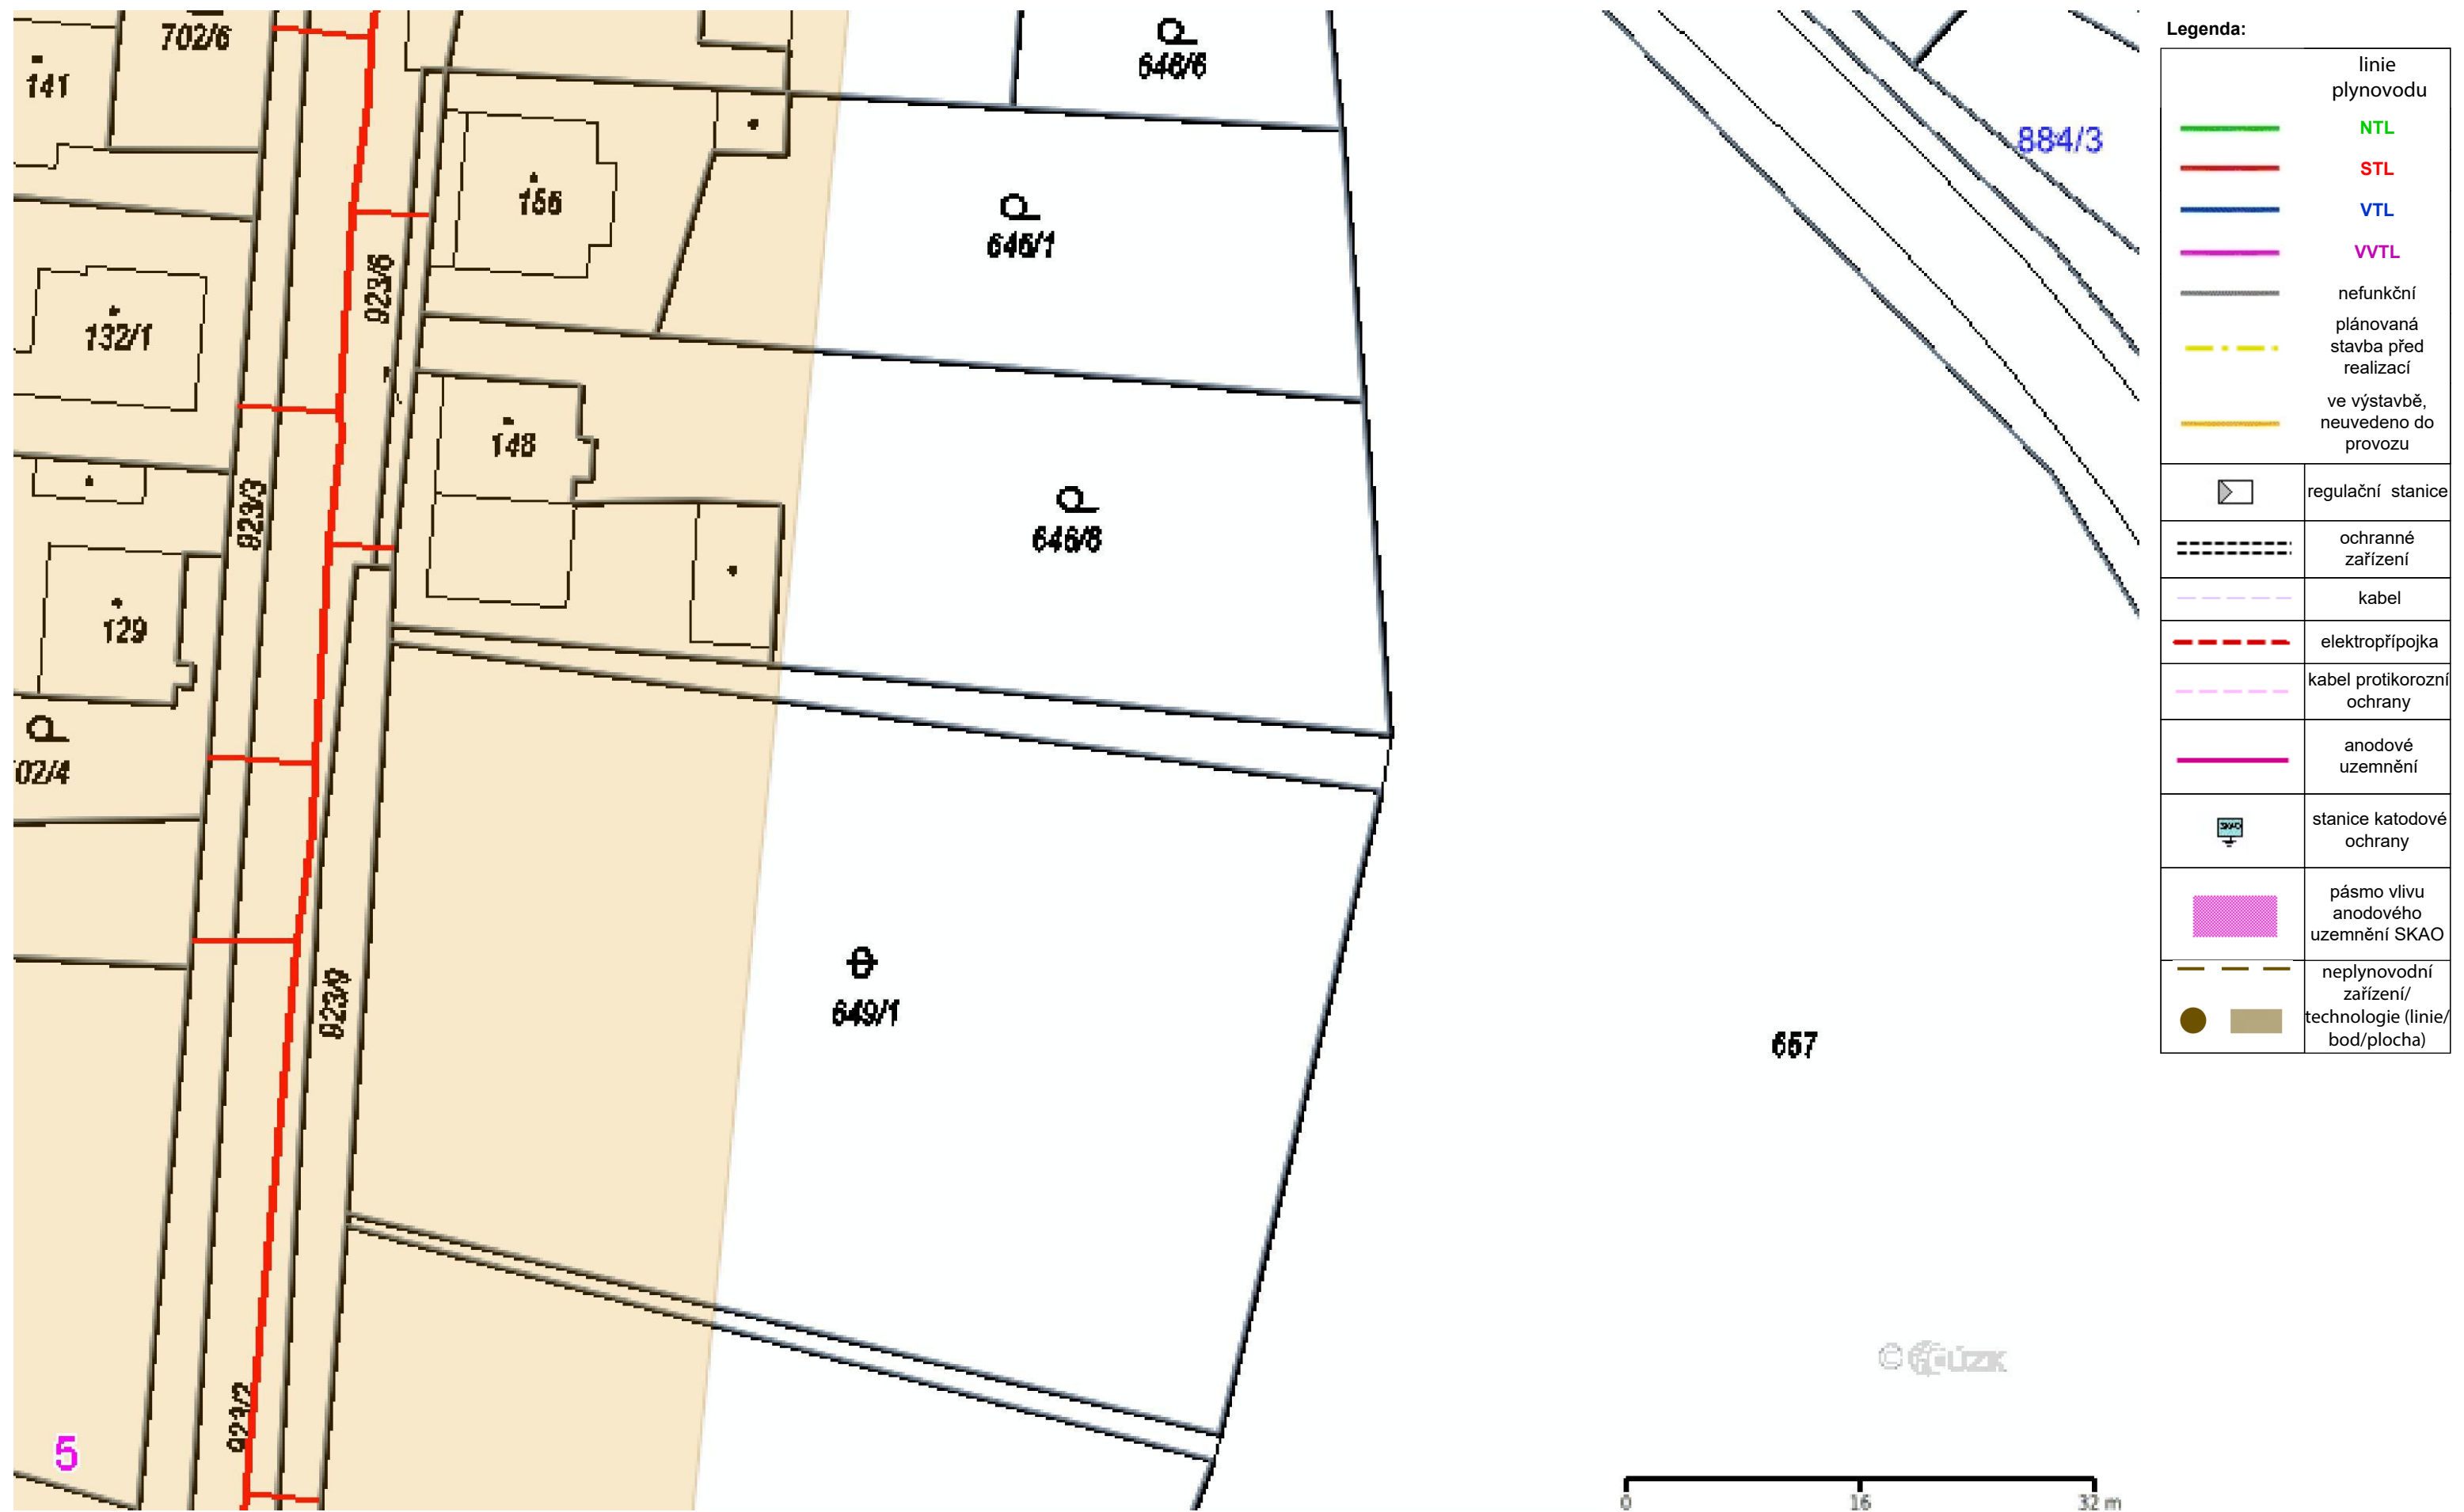 702/6
141
646/6
884/3
156
646/1
923/6
132/1
148
923/3
646/8
129
02/4
649/1
923/9
657
923/2
5
© ČÚZK
0 16 32 m
Legenda:
linie
plynovodu
NTL
STL
VTL
VVTL
nefunkční
plánovaná
stavba před
realizací
ve výstavbě,
neuvedeno do
provozu
regulační stanice
ochranné
zařízení
kabel
elektropřípojka
kabel protikorozní
ochrany
anodové
uzemnění
SKAO
stanice katodové
ochrany
pásmo vlivu
anodového
uzemnění SKAO
neplynovodní
zařízení/
technologie (linie/
bod/plocha)